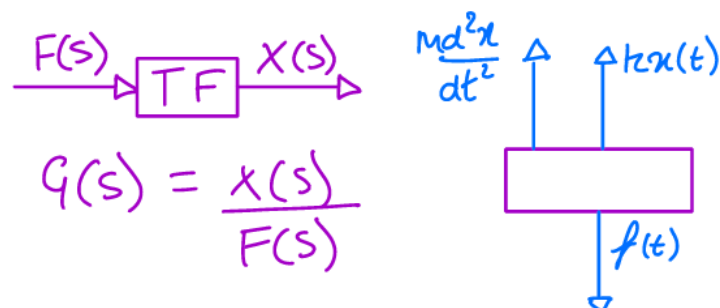 F(S) TF X(S)
G(S) = X(S) / F(S)
Md²x / dt²
kx(t)
f(t)